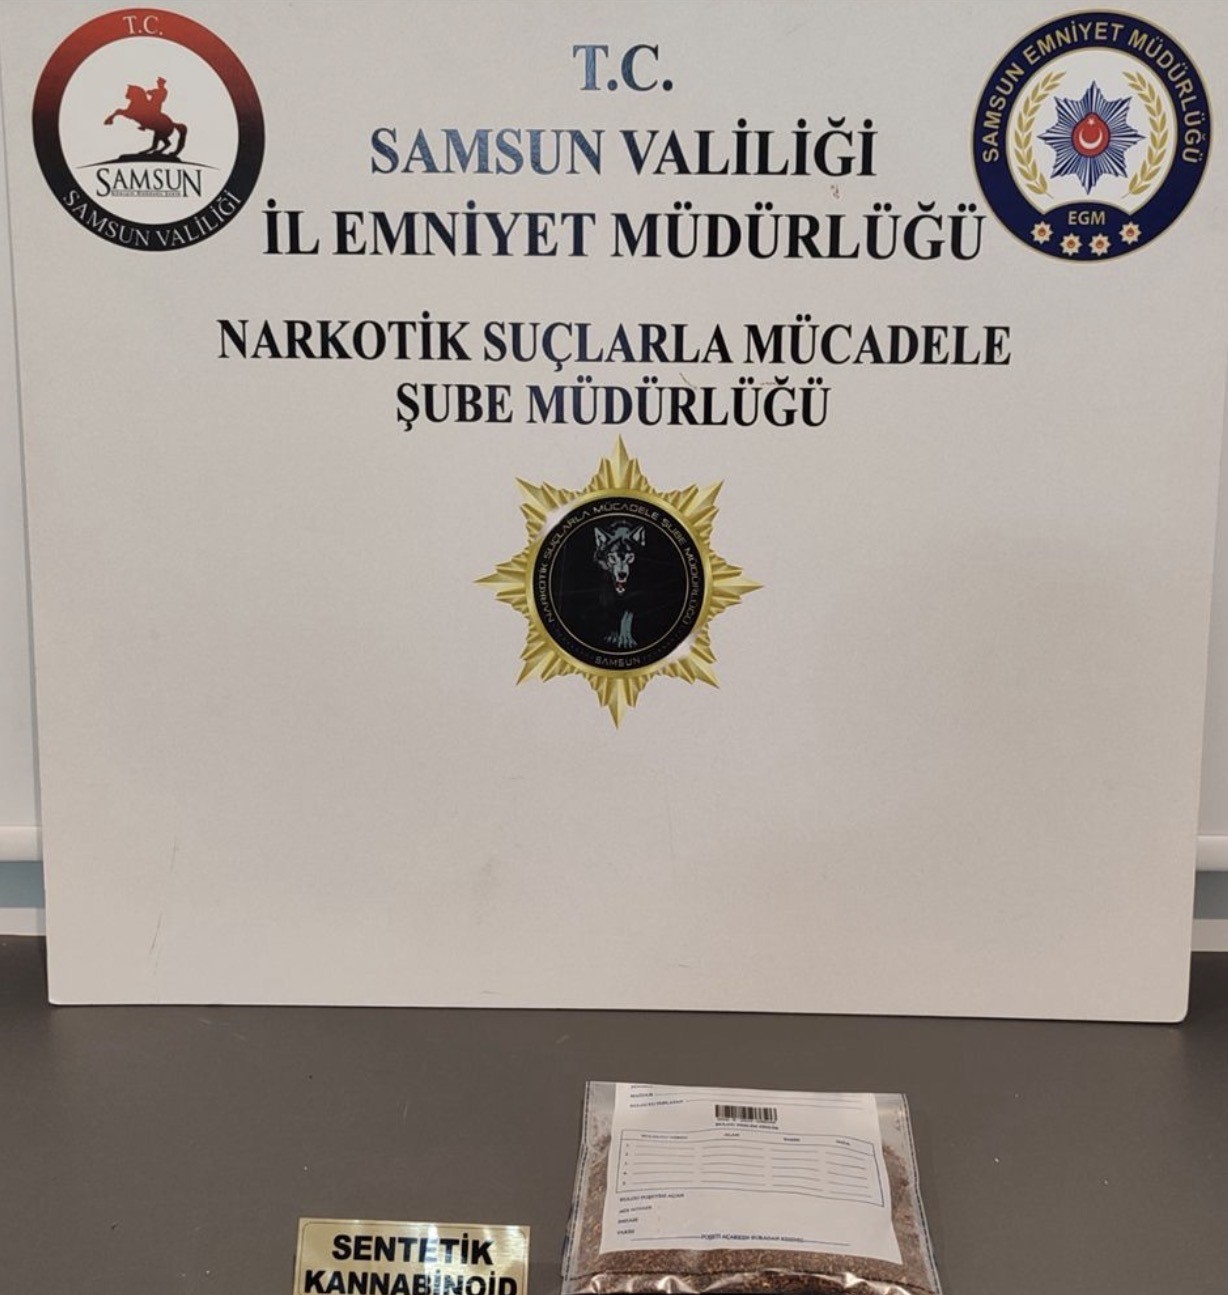 T.C.
SAMSUN
SAMSUN VALİLİĞİ
T.C.
SAMSUN VALİLİĞİ
İL EMNİYET MÜDÜRLÜĞÜ
SAMSUN EMNİYET MÜDÜRLÜĞÜ
EGM
NARKOTİK SUÇLARLA MÜCADELE
ŞUBE MÜDÜRLÜĞÜ
NARKOTİK SUÇLARLA MÜCADELE ŞUBE MÜDÜRLÜĞÜ
SAMSUN
SENTETİK
KANNABİNOİD